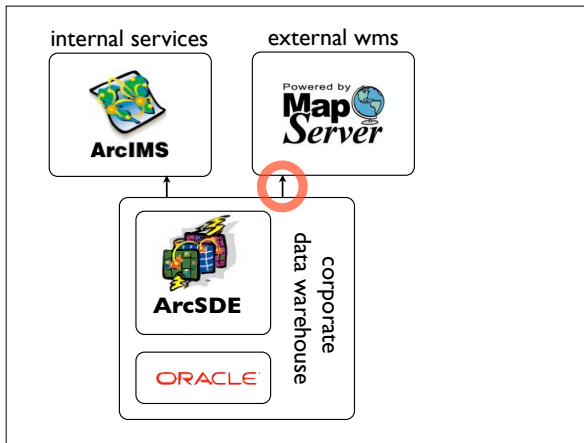 internal services
external wms
ArcIMS
Powered by
Map
Server
ArcSDE
corporate
data warehouse
ORACLE